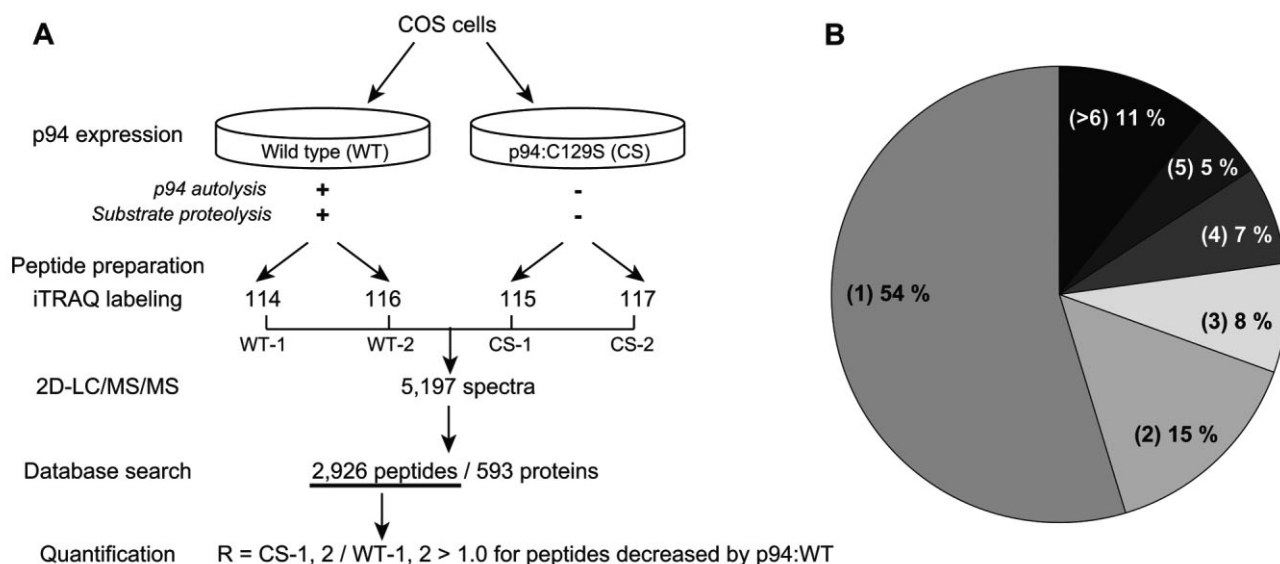 A
COS cells
p94 expression
Wild type (WT)
p94:C129S (CS)
p94 autolysis + -
Substrate proteolysis + -
Peptide preparation
iTRAQ labeling 114 116 115 117
WT-1 WT-2 CS-1 CS-2
2D-LC/MS/MS 5,197 spectra
Database search 2,926 peptides / 593 proteins
Quantification R = CS-1, 2 / WT-1, 2 > 1.0 for peptides decreased by p94:WT
B
(>6) 11 %
(5) 5 %
(4) 7 %
(3) 8 %
(2) 15 %
(1) 54 %